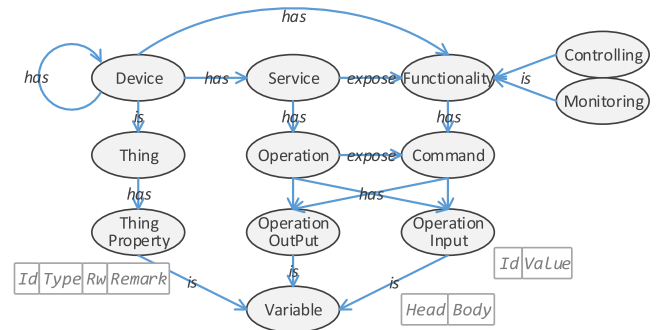 has
Controlling
has
Device
has
Service
expose
Functionality
is
Monitoring
is
has
has
Thing
Operation
expose
Command
has
has
Thing
Property
Operation
OutPut
Operation
Input
Id Type Rw Remark
is
is
is
Id Value
Variable
Head Body